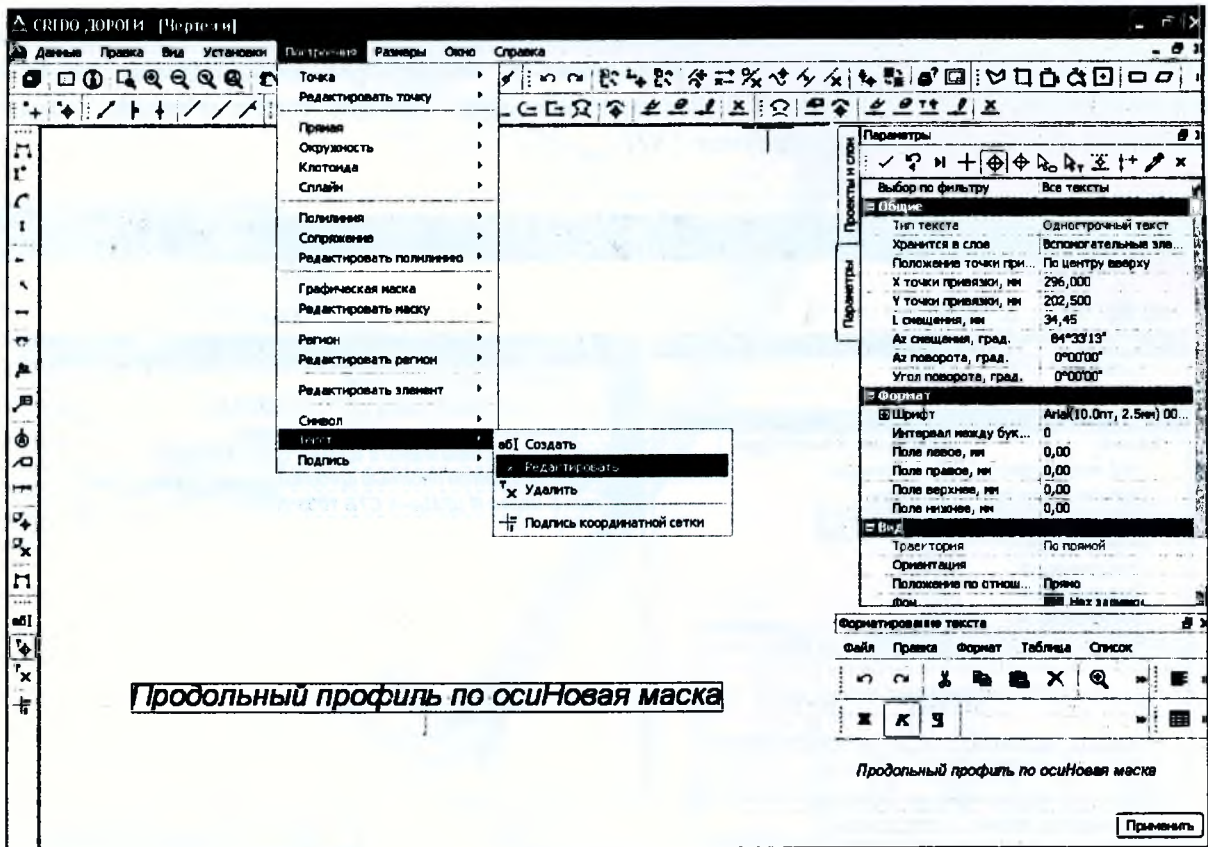 CREDO ДОРОГИ - [Чертежи]
Данные Правка Вид Установки Построения Размеры Окно Справка
Точка
Редактировать точку
Прямая
Окружность
Клотоида
Сплайн
Полилиния
Сопряжение
Редактировать полилинию
Графическая маска
Редактировать маску
Регион
Редактировать регион
Редактировать элемент
Символ
Текст
Подпись
абI Создать
Редактировать
Удалить
Подпись координатной сетки
Параметры
Проекты и слои
Параметры
Выбор по фильтру Все тексты
Общие
Тип текста Однострочный текст
Хранится в слое Вспомогательные эле...
Положение точки при... По центру вверху
X точки привязки, мм 296,000
Y точки привязки, мм 202,500
L смещения, мм 34,45
Az смещения, град. 84°33'13"
Az поворота, град. 0°00'00"
Угол поворота, град. 0°00'00"
Формат
Шрифт Arial(10.0пт, 2.5мм) 00...
Интервал между бук... 0
Поле левое, мм 0,00
Поле правое, мм 0,00
Поле верхнее, мм 0,00
Поле нижнее, мм 0,00
Вид
Траектория По прямой
Ориентация
Положение по отнош... Прямо
Фон
абI
Форматирование текста
Файл Правка Формат Таблица Список
Ж К Ч
Продольный профиль по осиНовая маска
Продольный профиль по осиНовая маска
Применить